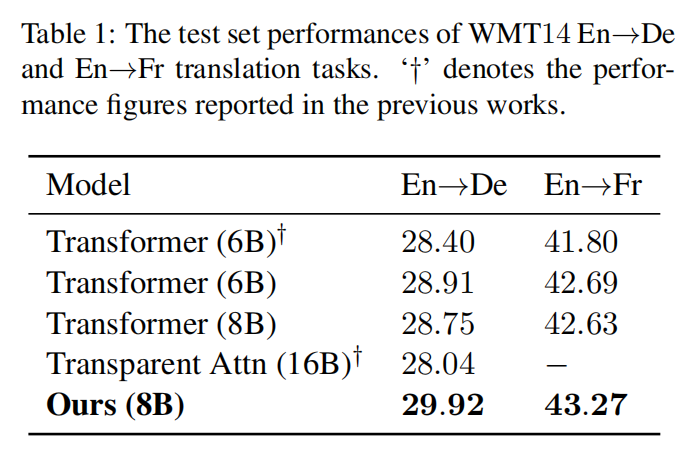 Table 1: The test set performances of WMT14 En→De
and En→Fr translation tasks. ‘†’ denotes the perfor-
mance figures reported in the previous works.
Model En→De En→Fr
Transformer (6B)† 28.40 41.80
Transformer (6B) 28.91 42.69
Transformer (8B) 28.75 42.63
Transparent Attn (16B)† 28.04 −
Ours (8B) 29.92 43.27